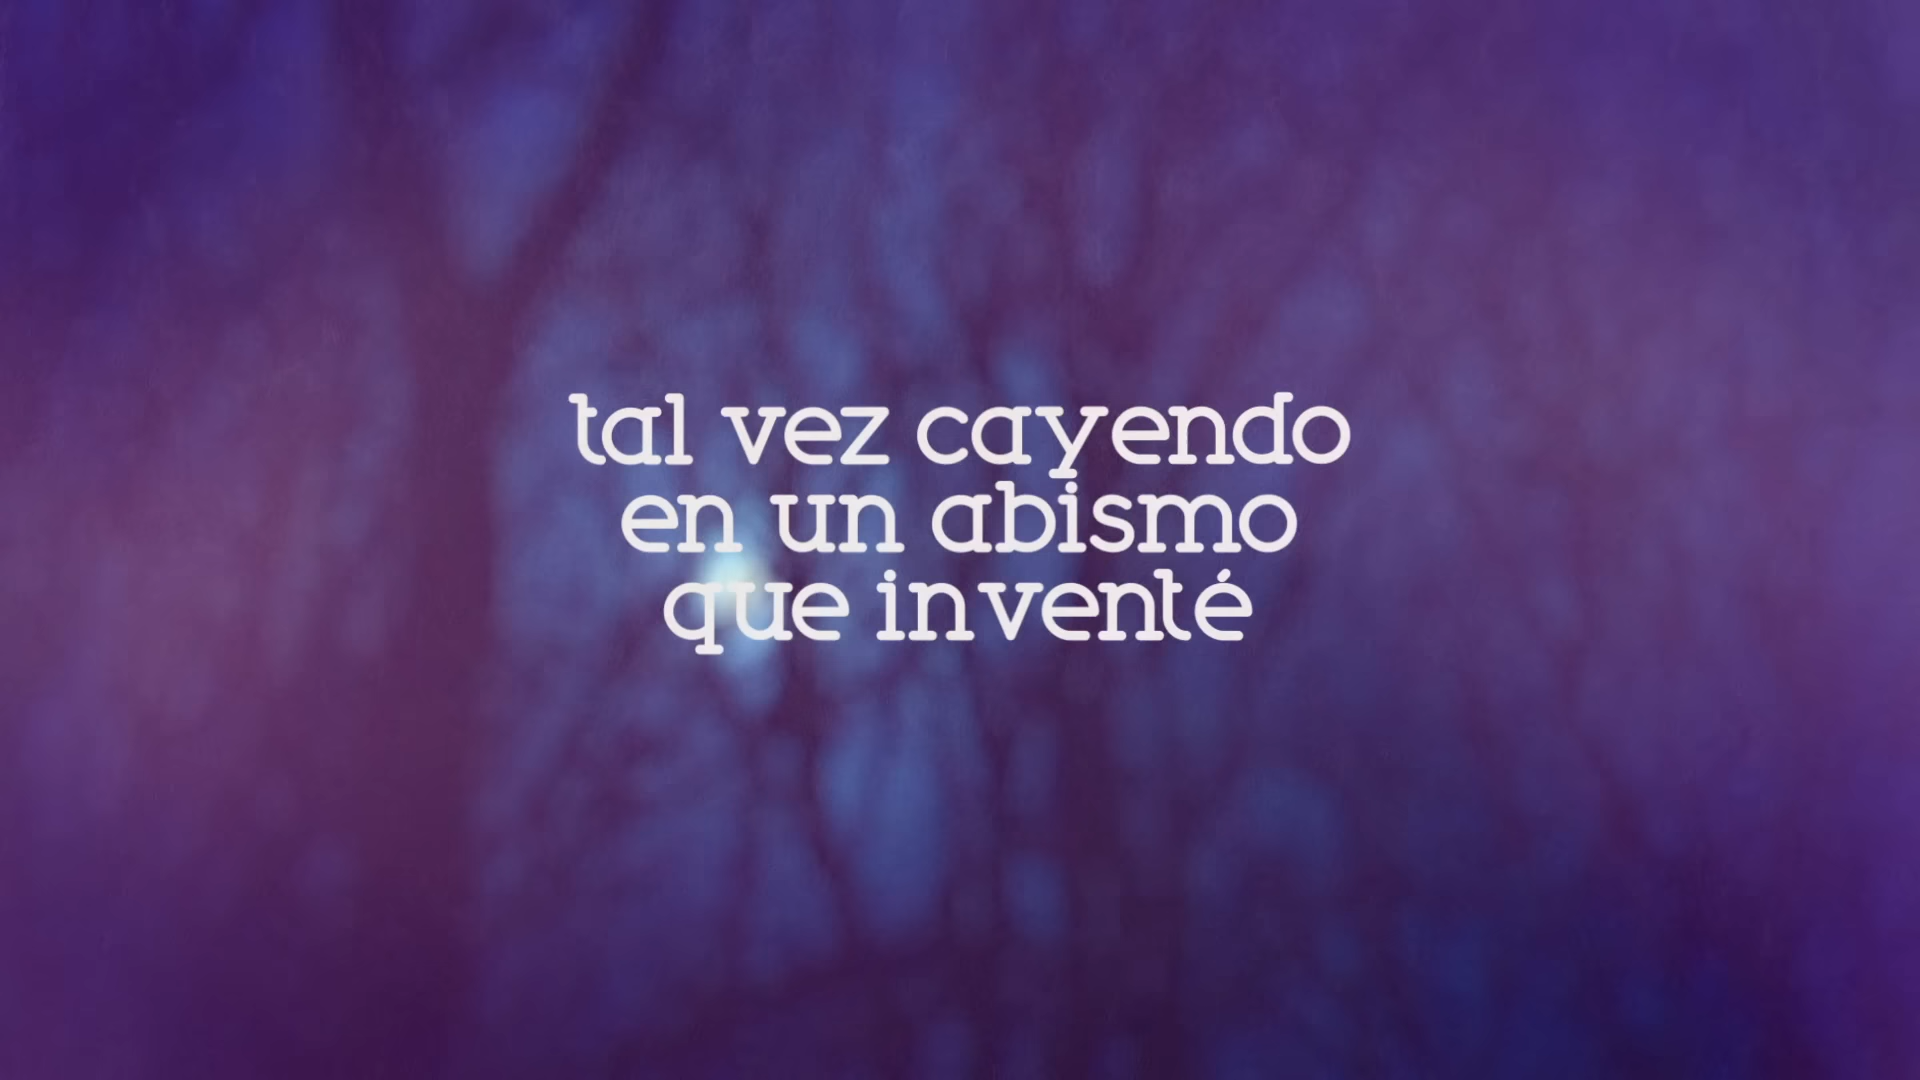 tal vez cayendo
en un abismo
que inventé